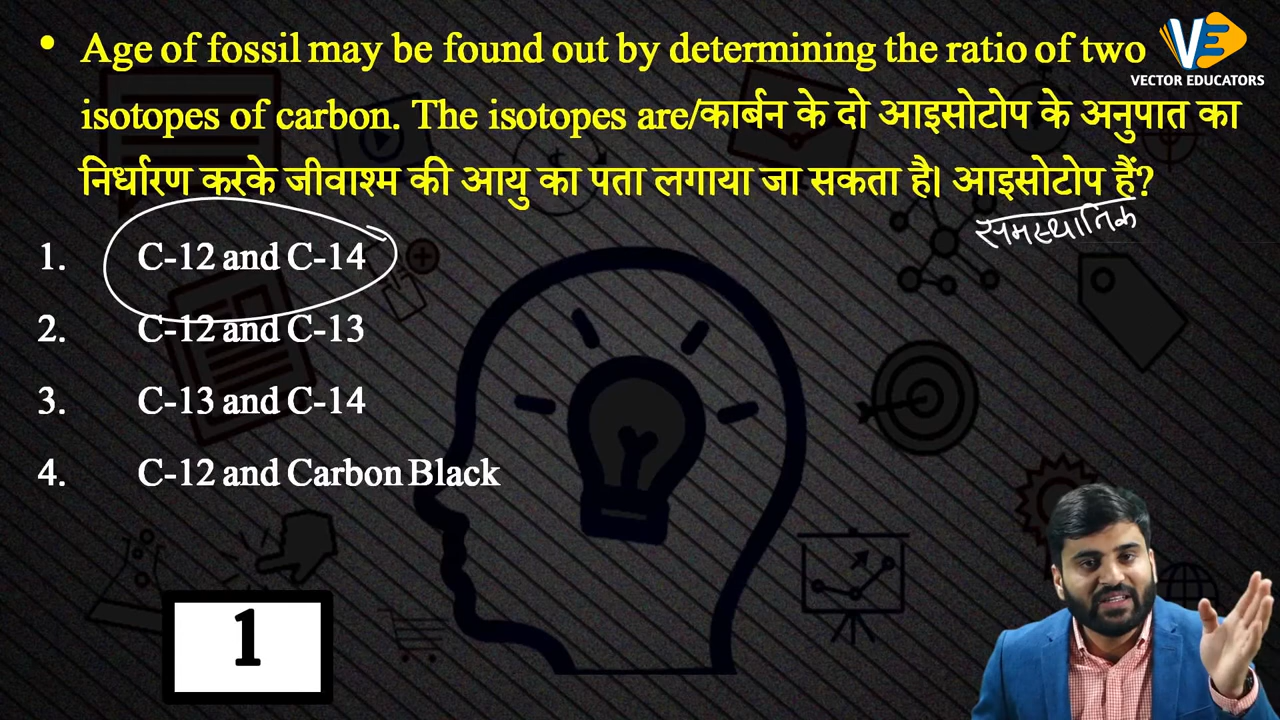 • Age of fossil may be found out by determining the ratio of two
VECTOR EDUCATORS
isotopes of carbon. The isotopes are/कार्बन के दो आइसोटोप के अनुपात का
निर्धारण करके जीवाश्म की आयु का पता लगाया जा सकता है। आइसोटोप हैं?
समस्थानिक
1. C-12 and C-14
2. C-12 and C-13
3. C-13 and C-14
4. C-12 and Carbon Black
1